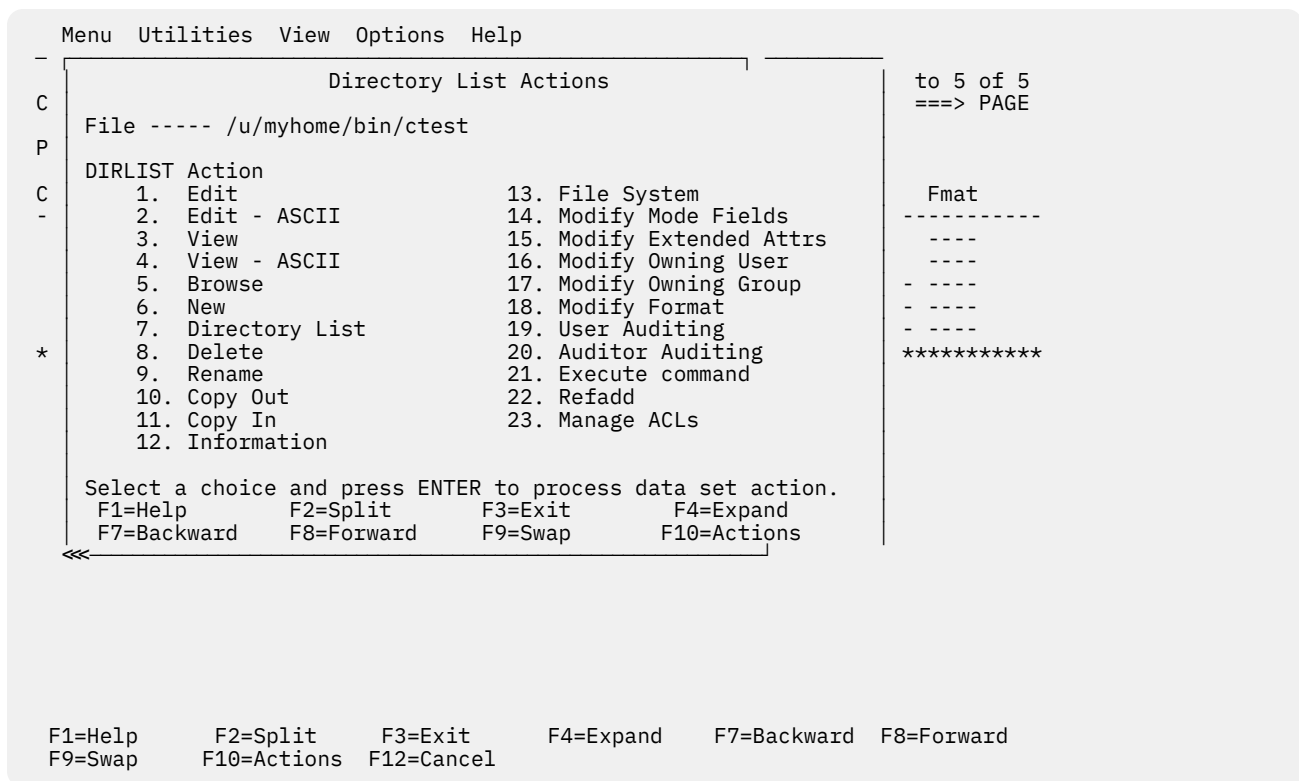 Menu  Utilities  View  Options  Help
Directory List Actions to 5 of 5
C ===> PAGE
File ----- /u/myhome/bin/ctest
P
DIRLIST Action
C 1.  Edit 13. File System Fmat
- 2.  Edit - ASCII 14. Modify Mode Fields -----------
3.  View 15. Modify Extended Attrs ----
4.  View - ASCII 16. Modify Owning User ----
5.  Browse 17. Modify Owning Group - ----
6.  New 18. Modify Format - ----
7.  Directory List 19. User Auditing - ----
* 8.  Delete 20. Auditor Auditing ***********
9.  Rename 21. Execute command
10. Copy Out 22. Refadd
11. Copy In 23. Manage ACLs
12. Information
Select a choice and press ENTER to process data set action.
F1=Help F2=Split F3=Exit F4=Expand
F7=Backward F8=Forward F9=Swap F10=Actions
<<<
F1=Help F2=Split F3=Exit F4=Expand F7=Backward F8=Forward
F9=Swap F10=Actions F12=Cancel